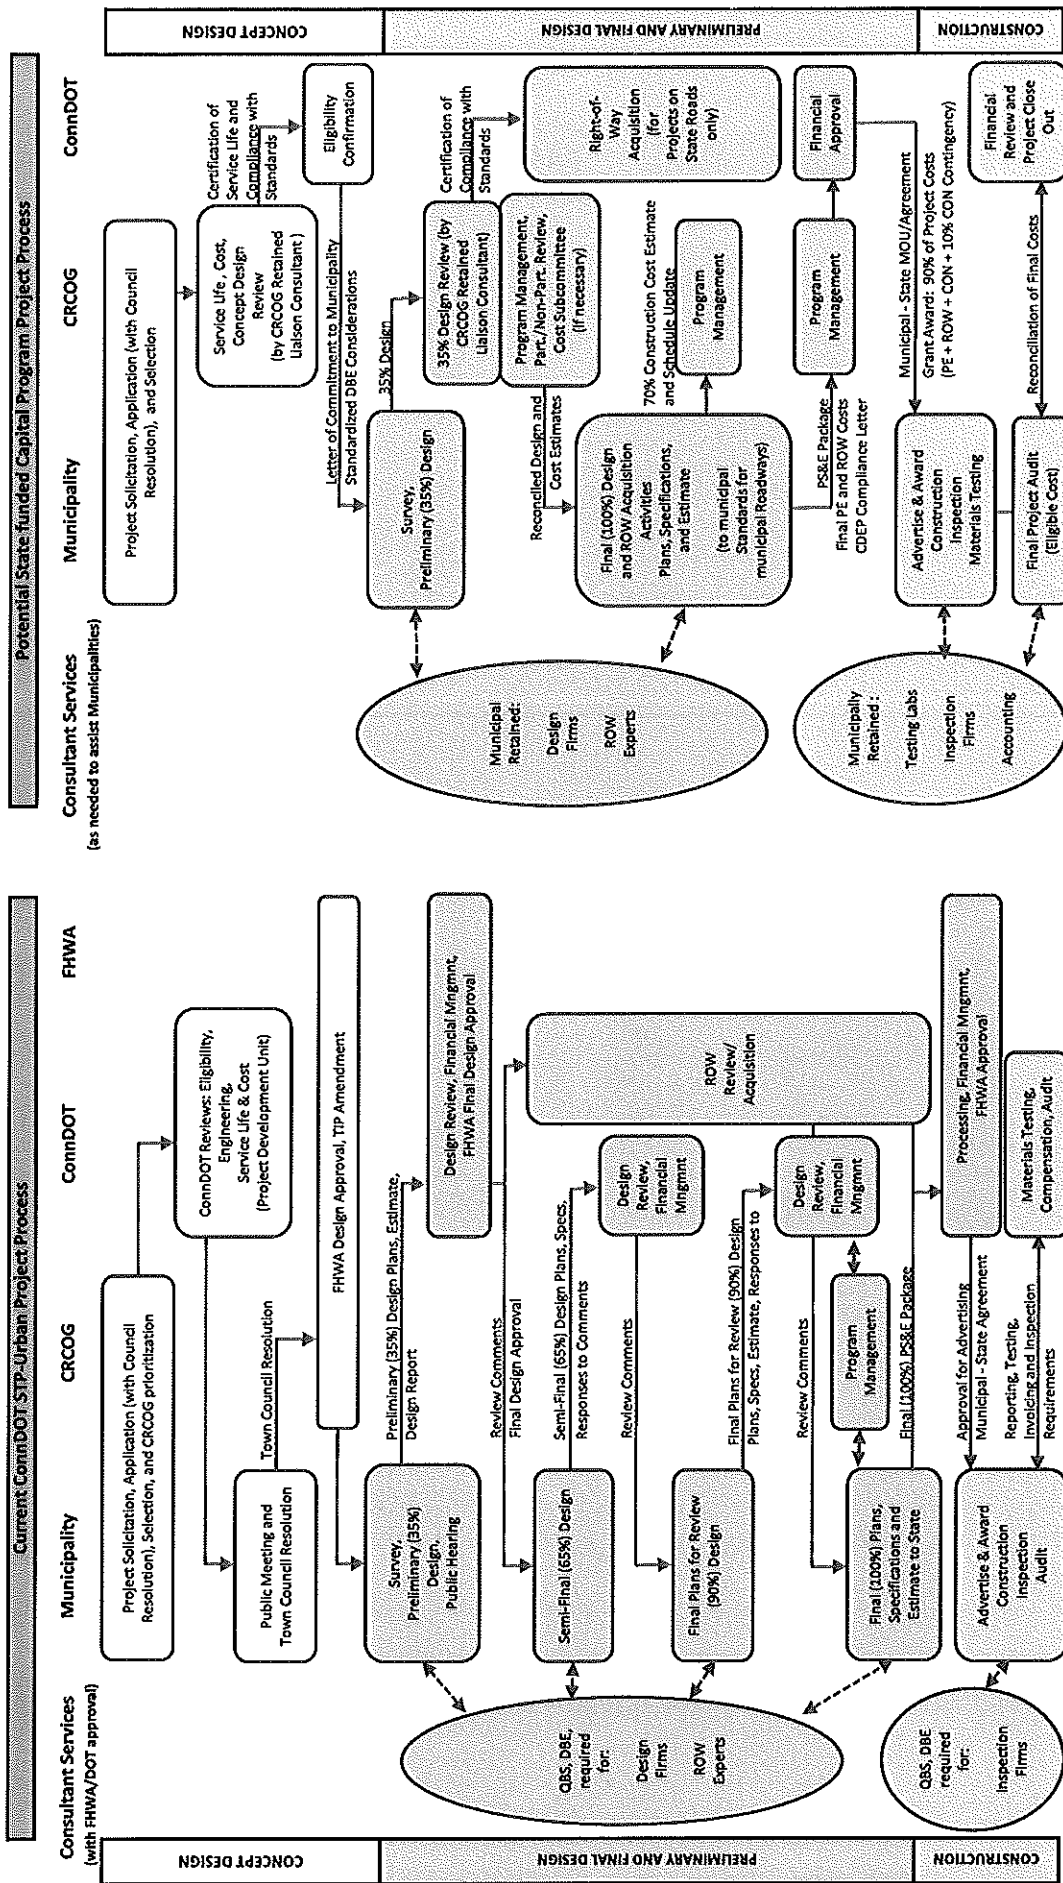 Current ConnDOT STP-Urban Project Process
Consultant Services
(with FHWA/DOT approval)
Municipality
CRCOG
ConnDOT
FHWA
CONCEPT DESIGN
PRELIMINARY AND FINAL DESIGN
CONSTRUCTION
Project Solicitation, Application (with Council
Resolution), Selection, and CRCOG prioritization
ConnDOT Reviews: Eligibility,
Engineering,
Service Life & Cost
(Project Development Unit)
Public Meeting and
Town Council Resolution
Town Council Resolution
FHWA Design Approval, TIP Amendment
Survey,
Preliminary (35%)
Design,
Public Hearing
Preliminary (35%) Design Plans, Estimate,
Design Report
Design Review, Financial Mngmnt,
FHWA Final Design Approval
Review Comments
Final Design Approval
Semi-Final (65%) Design
Semi-Final (65%) Design Plans, Specs,
Responses to Comments
Design
Review,
Financial
Mngmt
ROW
Review/
Acquisition
Review Comments
Final Plans for Review
(90%) Design
Final Plans for Review (90%) Design
Plans, Specs, Estimate, Responses to
Design
Review, Financial
Mngmt
Review Comments
Program
Management
Final (100%) Plans,
Specifications and
Estimate to State
Final (100%) PS&E Package
Processing, Financial Mngmnt,
FHWA Approval
Approval for Advertising
Municipal - State Agreement
Advertise & Award
Construction
Inspection
Audit
Reporting, Testing,
Invoicing and Inspection
Requirements
Materials Testing,
Compensation, Audit
QBS, DBE,
required
for:
Design
Firms
ROW
Experts
QBS, DBE
required
for:
Inspection
Firms
Potential State funded Capital Program Project Process
Consultant Services
(as needed to assist Municipalities)
Municipality
CRCOG
ConnDOT
Project Solicitation, Application (with Council
Resolution), and Selection
Service Life, Cost,
Concept Design
Review
(by CRCOG Retained
Liaison Consultant )
Certification of
Service Life and
Compliance with
Standards
Eligibility
Confirmation
Letter of Commitment to Municipality
Standardized DBE Considerations
Survey,
Preliminary (35%) Design
35% Design
35% Design Review (by
CRCOG Retained
Liaison Consultant)
Certification of
Compliance with
Standards
Program Management,
Part./Non-Part. Review,
Cost Subcommittee
(If necessary)
Right-of-
Way
Acquisition
(for
Projects on
State Roads
only)
Reconciled Design and
Cost Estimates
Final (100%) Design
and ROW Acquisition
Activities
Plans, Specifications,
and Estimate
(to municipal
Standards for
municipal Roadways)
70% Construction Cost Estimate
and Schedule Update
Program
Management
PS&E Package
Final PE and ROW Costs
CDEP Compliance Letter
Program
Management
Financial
Approval
Municipal - State MOU/Agreement
Grant Award: 90% of Project Costs
(PE + ROW + CON + 10% CON Contingency)
Advertise & Award
Construction
Inspection
Materials Testing
Final Project Audit
(Eligible Cost)
Reconciliation of Final Costs
Financial
Review and
Project Close
Out
Municipal
Retained:
Design
Firms
ROW
Experts
Municipally
Retained :
Testing Labs
Inspection
Firms
Accounting
CONCEPT DESIGN
PRELIMINARY AND FINAL DESIGN
CONSTRUCTION